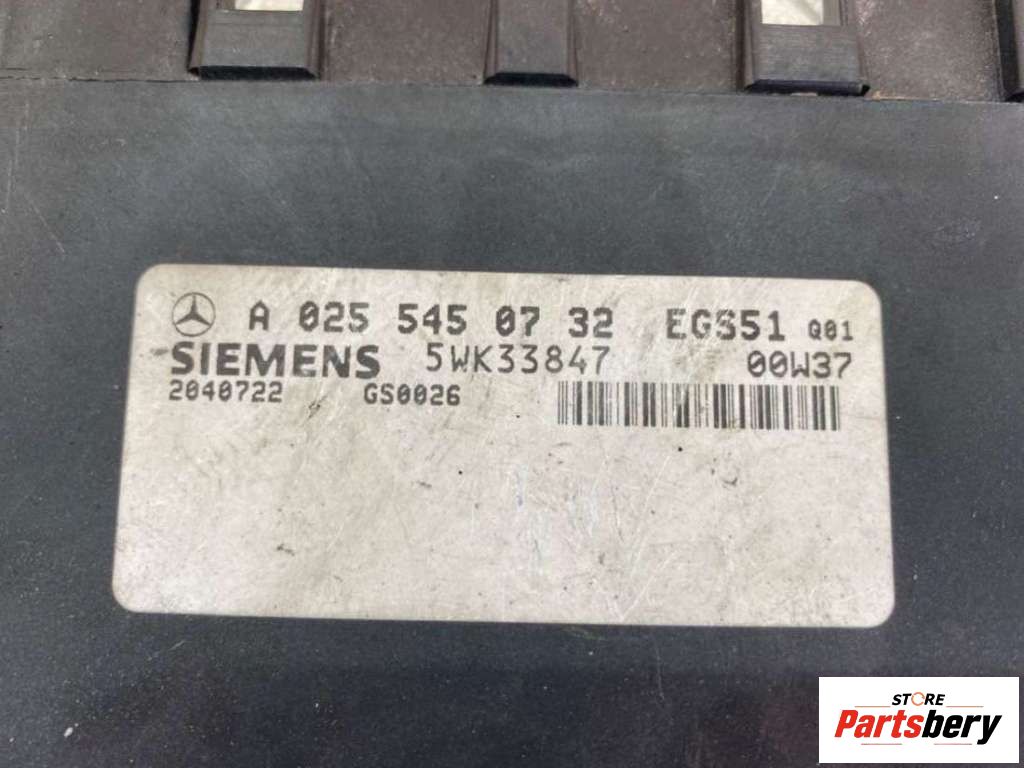 A 025 545 07 32 EGS51 Q01
SIEMENS 5WK33847 00W37
2040722 GS0026
STORE
Partsbery